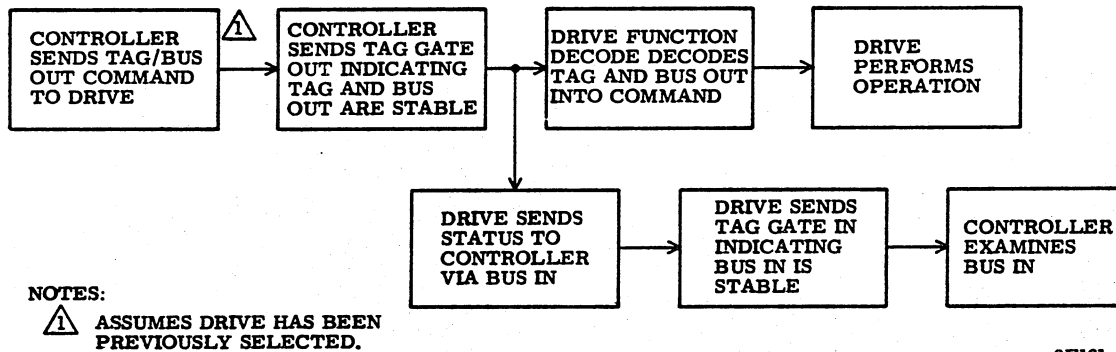 CONTROLLER
SENDS TAG/BUS
OUT COMMAND
TO DRIVE
1
CONTROLLER
SENDS TAG GATE
OUT INDICATING
TAG AND BUS
OUT ARE STABLE
DRIVE FUNCTION
DECODE DECODES
TAG AND BUS OUT
INTO COMMAND
DRIVE
PERFORMS
OPERATION
DRIVE SENDS
STATUS TO
CONTROLLER
VIA BUS IN
DRIVE SENDS
TAG GATE IN
INDICATING
BUS IN IS
STABLE
CONTROLLER
EXAMINES
BUS IN
NOTES:
1 ASSUMES DRIVE HAS BEEN
PREVIOUSLY SELECTED.